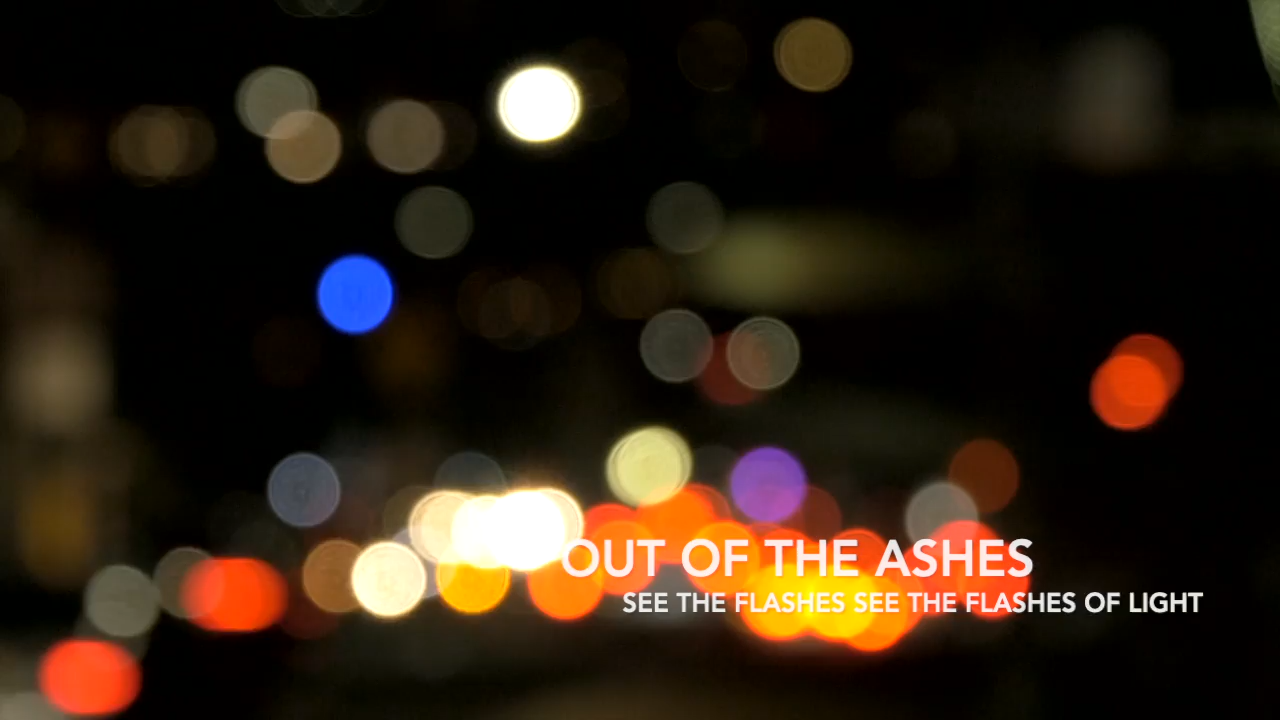 OUT OF THE ASHES
SEE THE FLASHES SEE THE FLASHES OF LIGHT